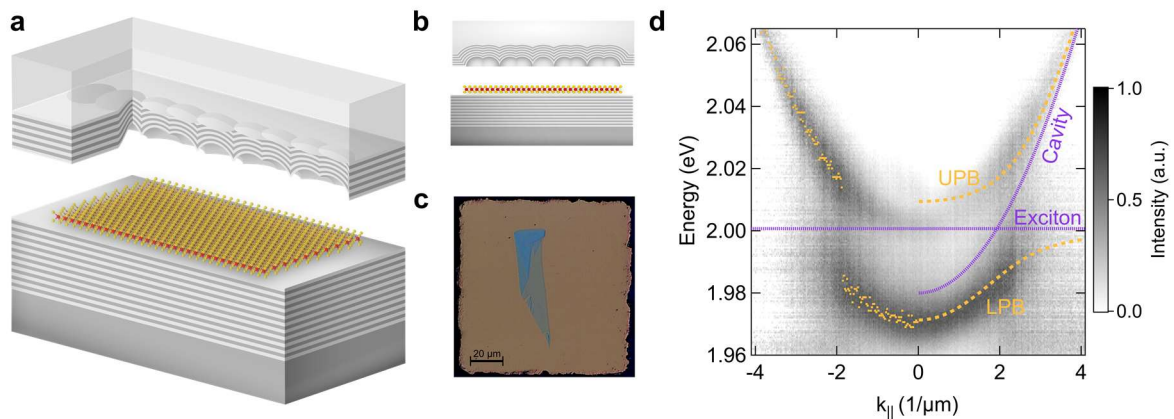 a
b
c
20 μm
d
Energy (eV)
2.06
2.04
2.02
2.00
1.98
1.96
UPB
Cavity
Exciton
LPB
-4
-2
0
2
4
k|| (1/μm)
1.0
0.5
0.0
Intensity (a.u.)